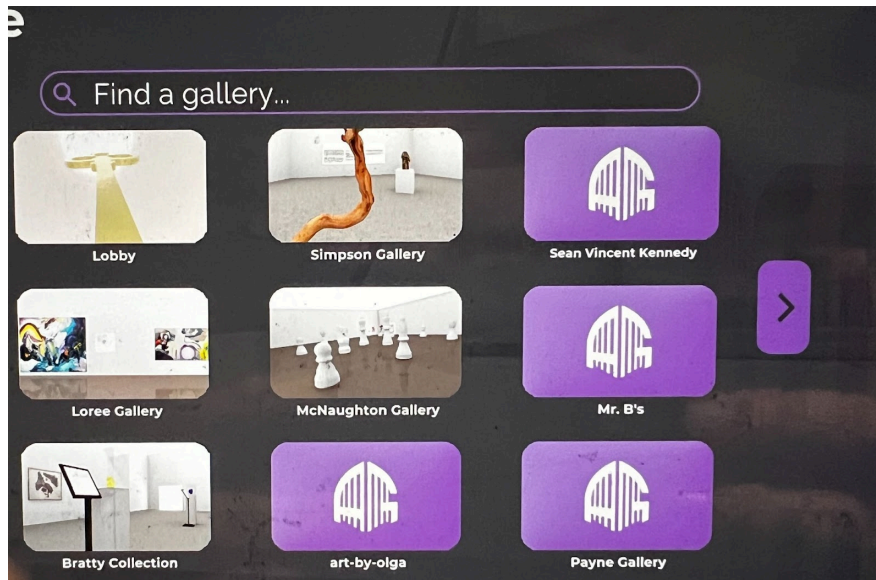 e
Find a gallery...
Lobby
Simpson Gallery
Sean Vincent Kennedy
Loree Gallery
McNaughton Gallery
Mr. B's
Bratty Collection
art-by-olga
Payne Gallery